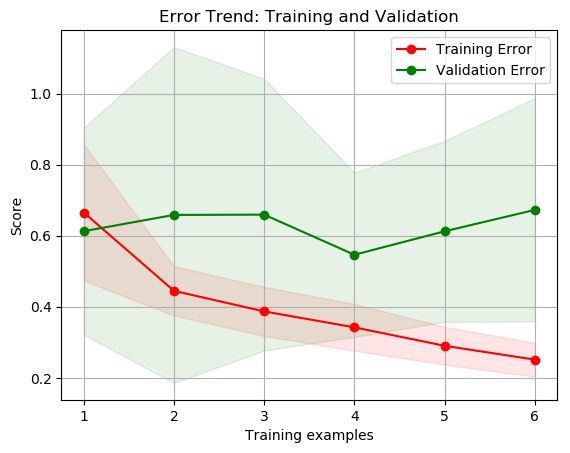 Error Trend: Training and Validation
Training Error
Validation Error
Score
1.0
0.8
0.6
0.4
0.2
1 2 3 4 5 6
Training examples